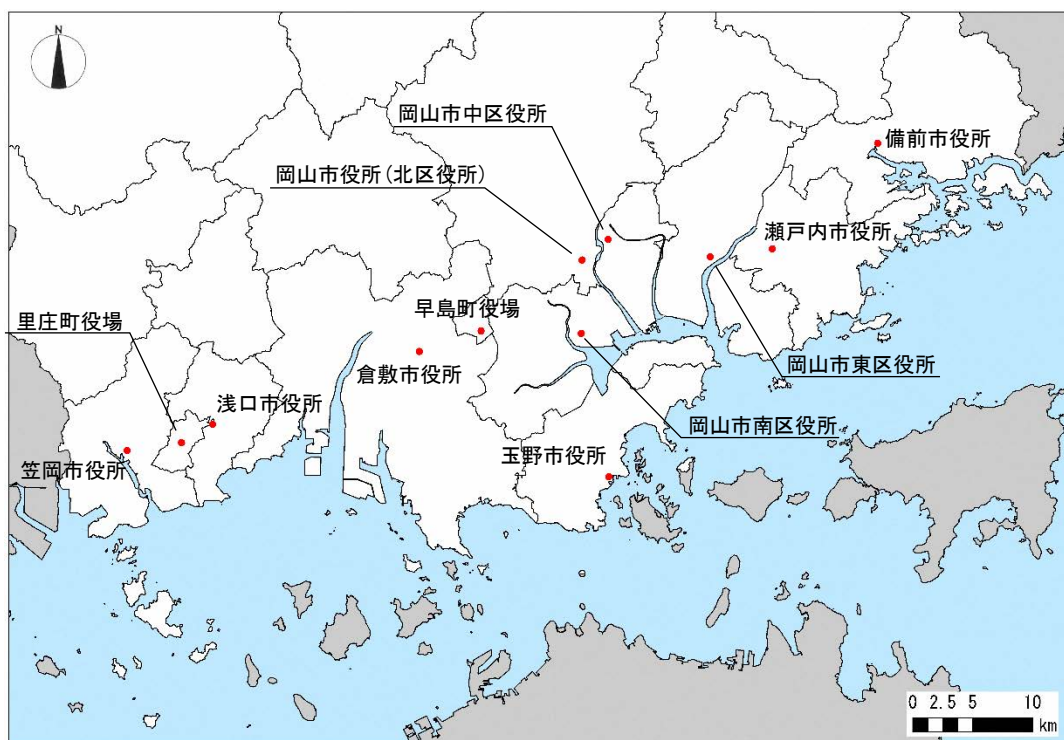 N
岡山市中区役所
備前市役所
岡山市役所(北区役所)
瀬戸内市役所
里庄町役場
早島町役場
倉敷市役所
岡山市東区役所
浅口市役所
岡山市南区役所
笠岡市役所
玉野市役所
0 2.5 5 10
km